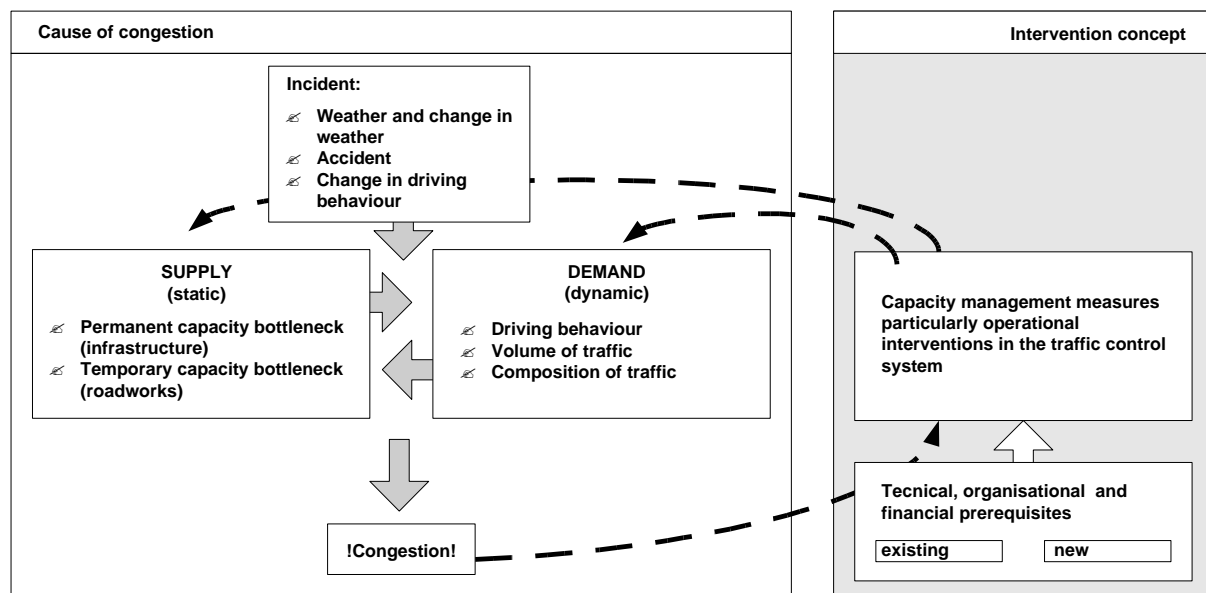 Cause of congestion
Incident:
Weather and change in
weather
Accident
Change in driving
behaviour
SUPPLY
(static)
Permanent capacity bottleneck
(infrastructure)
Temporary capacity bottleneck
(roadworks)
DEMAND
(dynamic)
Driving behaviour
Volume of traffic
Composition of traffic
!Congestion!
Intervention concept
Capacity management measures
particularly operational
interventions in the traffic control
system
Tecnical, organisational and
financial prerequisites
existing
new